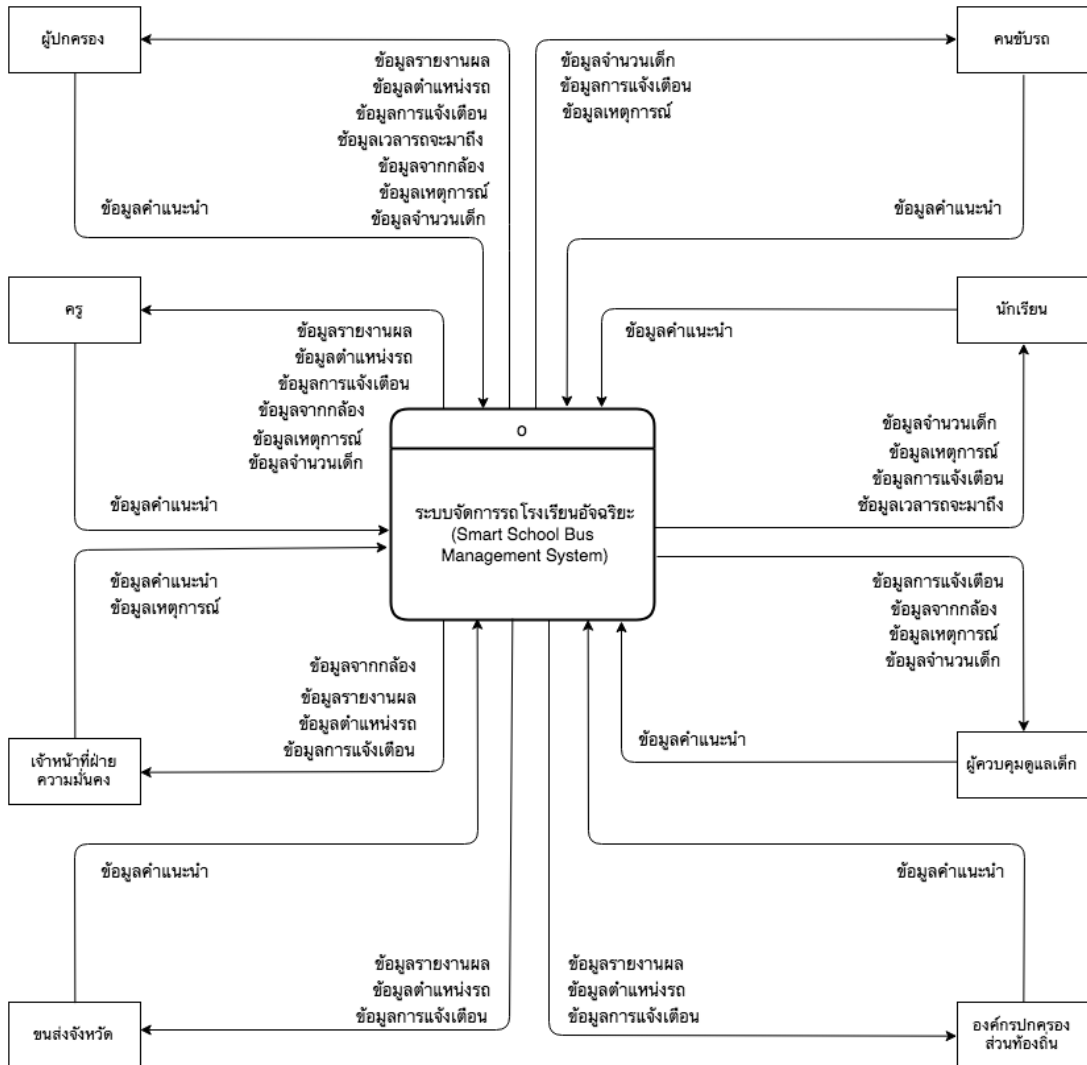 ผู้ปกครอง
ข้อมูลรายงานผล
ข้อมูลตำแหน่งรถ
ข้อมูลการแจ้งเตือน
ช้อมูลเวลารถจะมาถึง
ข้อมูลจากกล้อง
ข้อมูลเหตุการณ์
ข้อมูลจำนวนเด็ก
ข้อมูลคำแนะนำ
คนขับรถ
ข้อมูลจำนวนเด็ก
ข้อมูลการแจ้งเตือน
ข้อมูลเหตุการณ์
ข้อมูลคำแนะนำ
ครู
ข้อมูลรายงานผล
ข้อมูลตำแหน่งรถ
ข้อมูลการแจ้งเตือน
ข้อมูลจากกล้อง
ข้อมูลเหตุการณ์
ข้อมูลจำนวนเด็ก
ข้อมูลคำแนะนำ
นักเรียน
ข้อมูลคำแนะนำ
ข้อมูลจำนวนเด็ก
ข้อมูลเหตุการณ์
ข้อมูลการแจ้งเตือน
ช้อมูลเวลารถจะมาถึง
0
ระบบจัดการรถโรงเรียนอัจฉริยะ
(Smart School Bus
Management System)
ข้อมูลคำแนะนำ
ข้อมูลเหตุการณ์
ข้อมูลจากกล้อง
ข้อมูลรายงานผล
ข้อมูลตำแหน่งรถ
ข้อมูลการแจ้งเตือน
เจ้าหน้าที่ฝ่าย
ความมั่นคง
ข้อมูลการแจ้งเตือน
ข้อมูลจากกล้อง
ข้อมูลเหตุการณ์
ข้อมูลจำนวนเด็ก
ข้อมูลคำแนะนำ
ผู้ควบคุมดูแลเด็ก
ข้อมูลคำแนะนำ
ข้อมูลรายงานผล
ข้อมูลตำแหน่งรถ
ข้อมูลการแจ้งเตือน
ขนส่งจังหวัด
ข้อมูลคำแนะนำ
ข้อมูลรายงานผล
ข้อมูลตำแหน่งรถ
ข้อมูลการแจ้งเตือน
องค์กรปกครอง
ส่วนท้องถิ่น